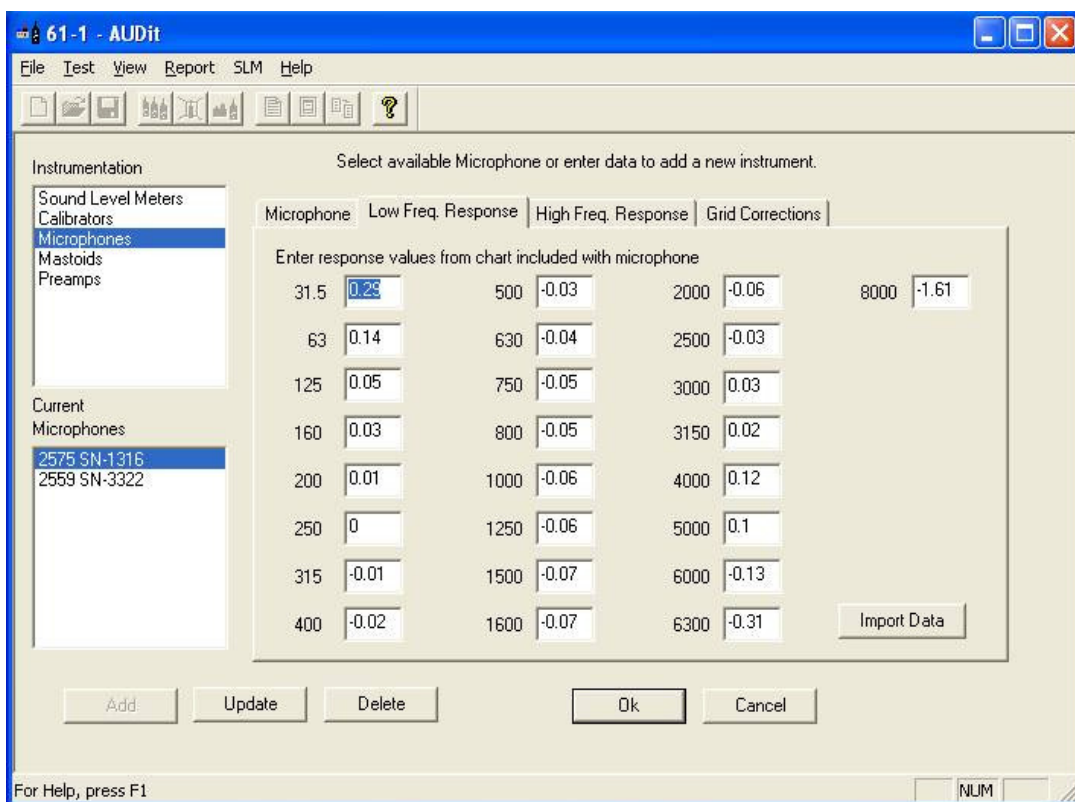 61-1 - AUDit
File Test View Report SLM Help
Select available Microphone or enter data to add a new instrument.
Instrumentation
Sound Level Meters
Calibrators
Microphones
Mastoids
Preamps
Current
Microphones
2575 SN-1316
2559 SN-3322
Microphone Low Freq. Response High Freq. Response Grid Corrections
Enter response values from chart included with microphone
31.5 0.29 500 -0.03 2000 -0.06 8000 -1.61
63 0.14 630 -0.04 2500 -0.03
125 0.05 750 -0.05 3000 0.03
160 0.03 800 -0.05 3150 0.02
200 0.01 1000 -0.06 4000 0.12
250 0 1250 -0.06 5000 0.1
315 -0.01 1500 -0.07 6000 -0.13
400 -0.02 1600 -0.07 6300 -0.31
Import Data
Add Update Delete Ok Cancel
For Help, press F1 NUM